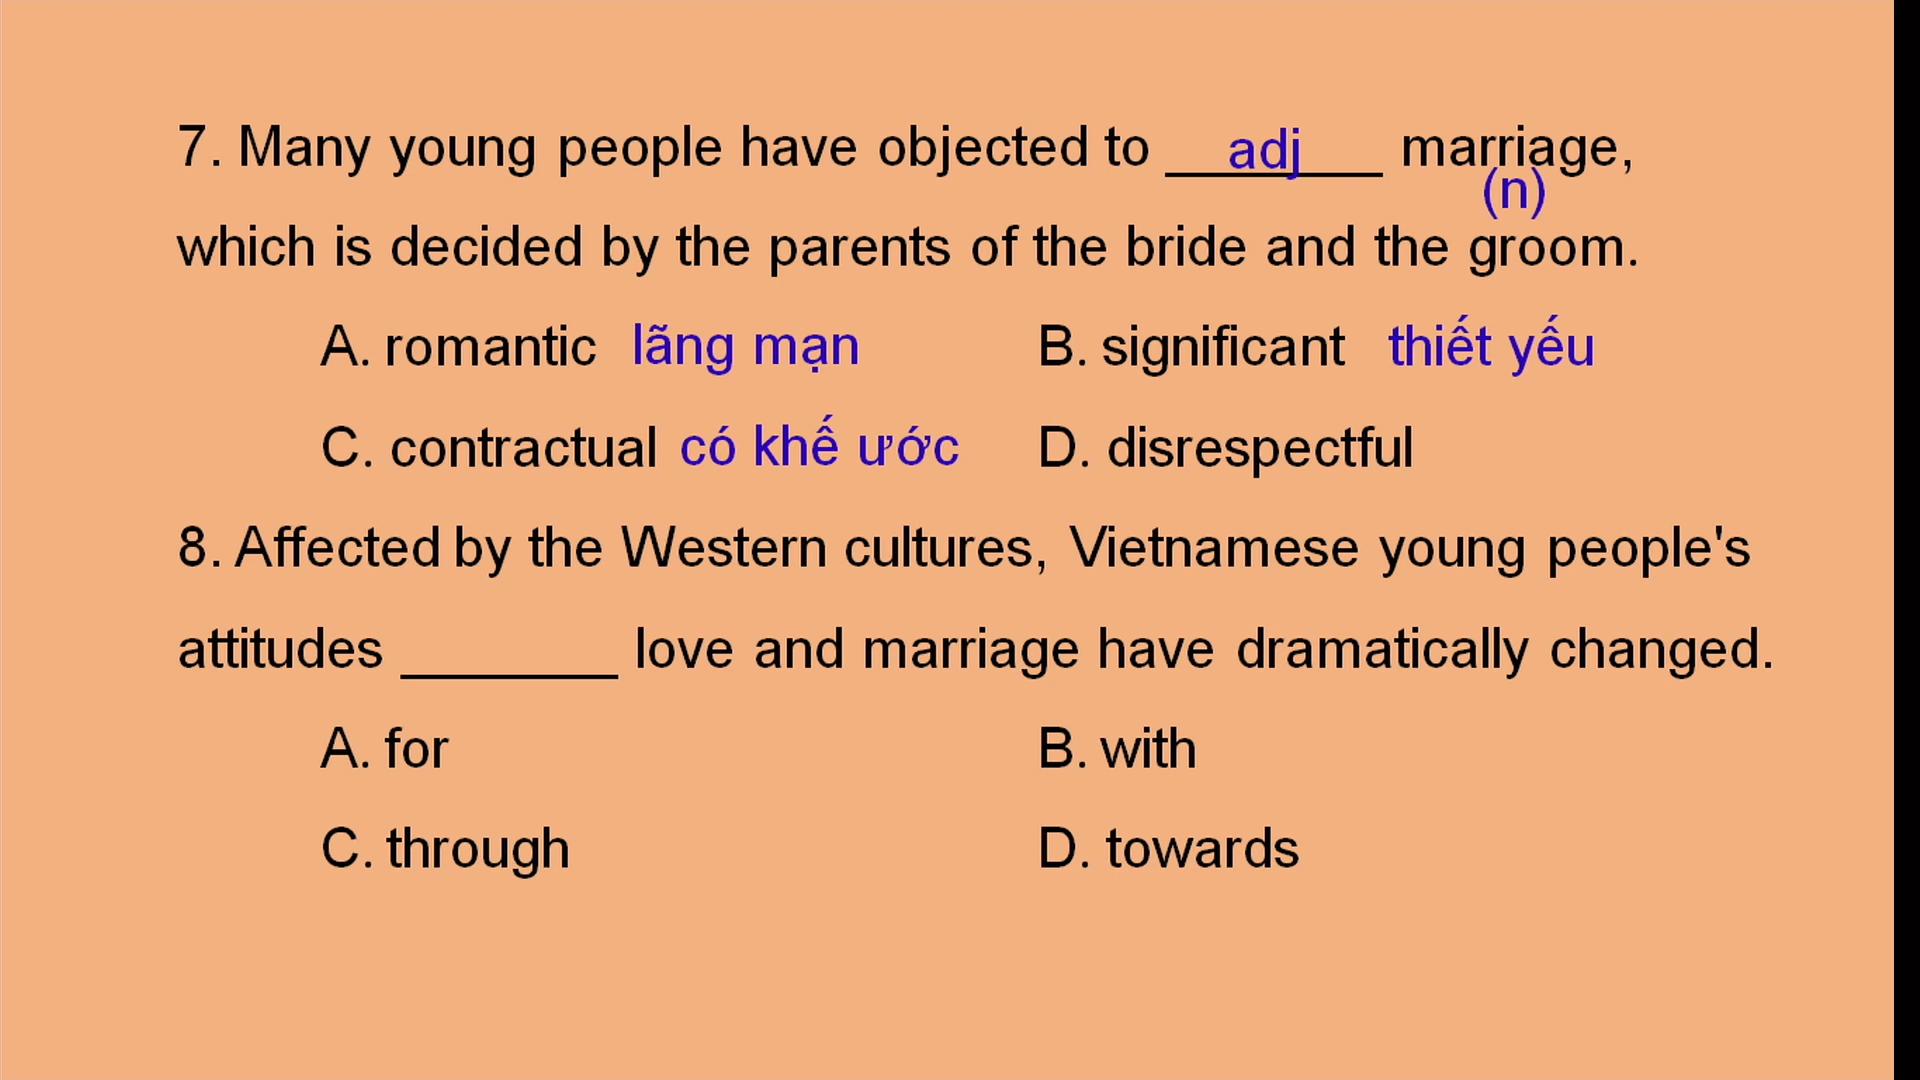 7. Many young people have objected to ________ marriage,
adj
(n)
which is decided by the parents of the bride and the groom.
A. romantic lãng mạn B. significant thiết yếu
C. contractual có khế ước D. disrespectful
8. Affected by the Western cultures, Vietnamese young people's
attitudes ________ love and marriage have dramatically changed.
A. for B. with
C. through D. towards